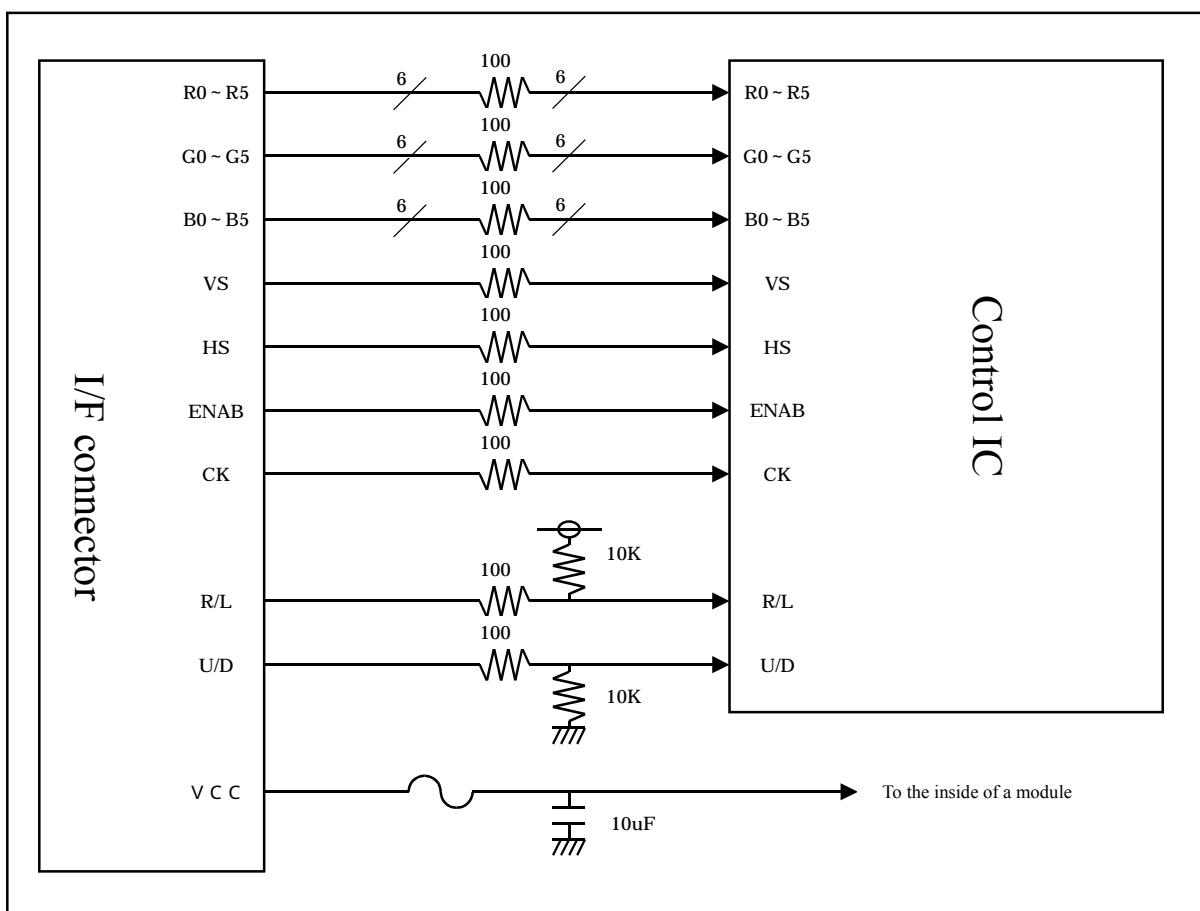 I/F connector
Control IC
R0 ~ R5
6
100
6
R0 ~ R5
G0 ~ G5
6
100
6
G0 ~ G5
B0 ~ B5
6
100
6
B0 ~ B5
VS
100
VS
HS
100
HS
ENAB
100
ENAB
CK
100
CK
10K
R/L
100
R/L
U/D
100
U/D
10K
V C C
To the inside of a module
10uF